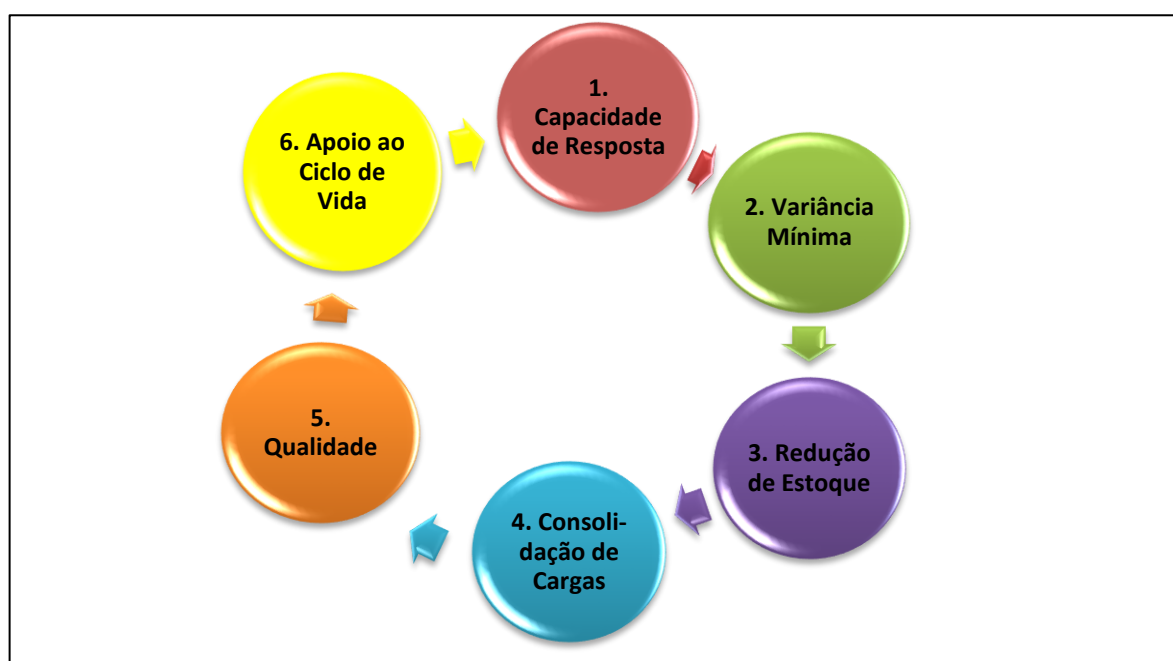 1.
Capacidade
de Resposta
2. Variância
Mínima
3. Redução
de Estoque
4. Consoli-
dação de
Cargas
5.
Qualidade
6. Apoio ao
Ciclo de
Vida